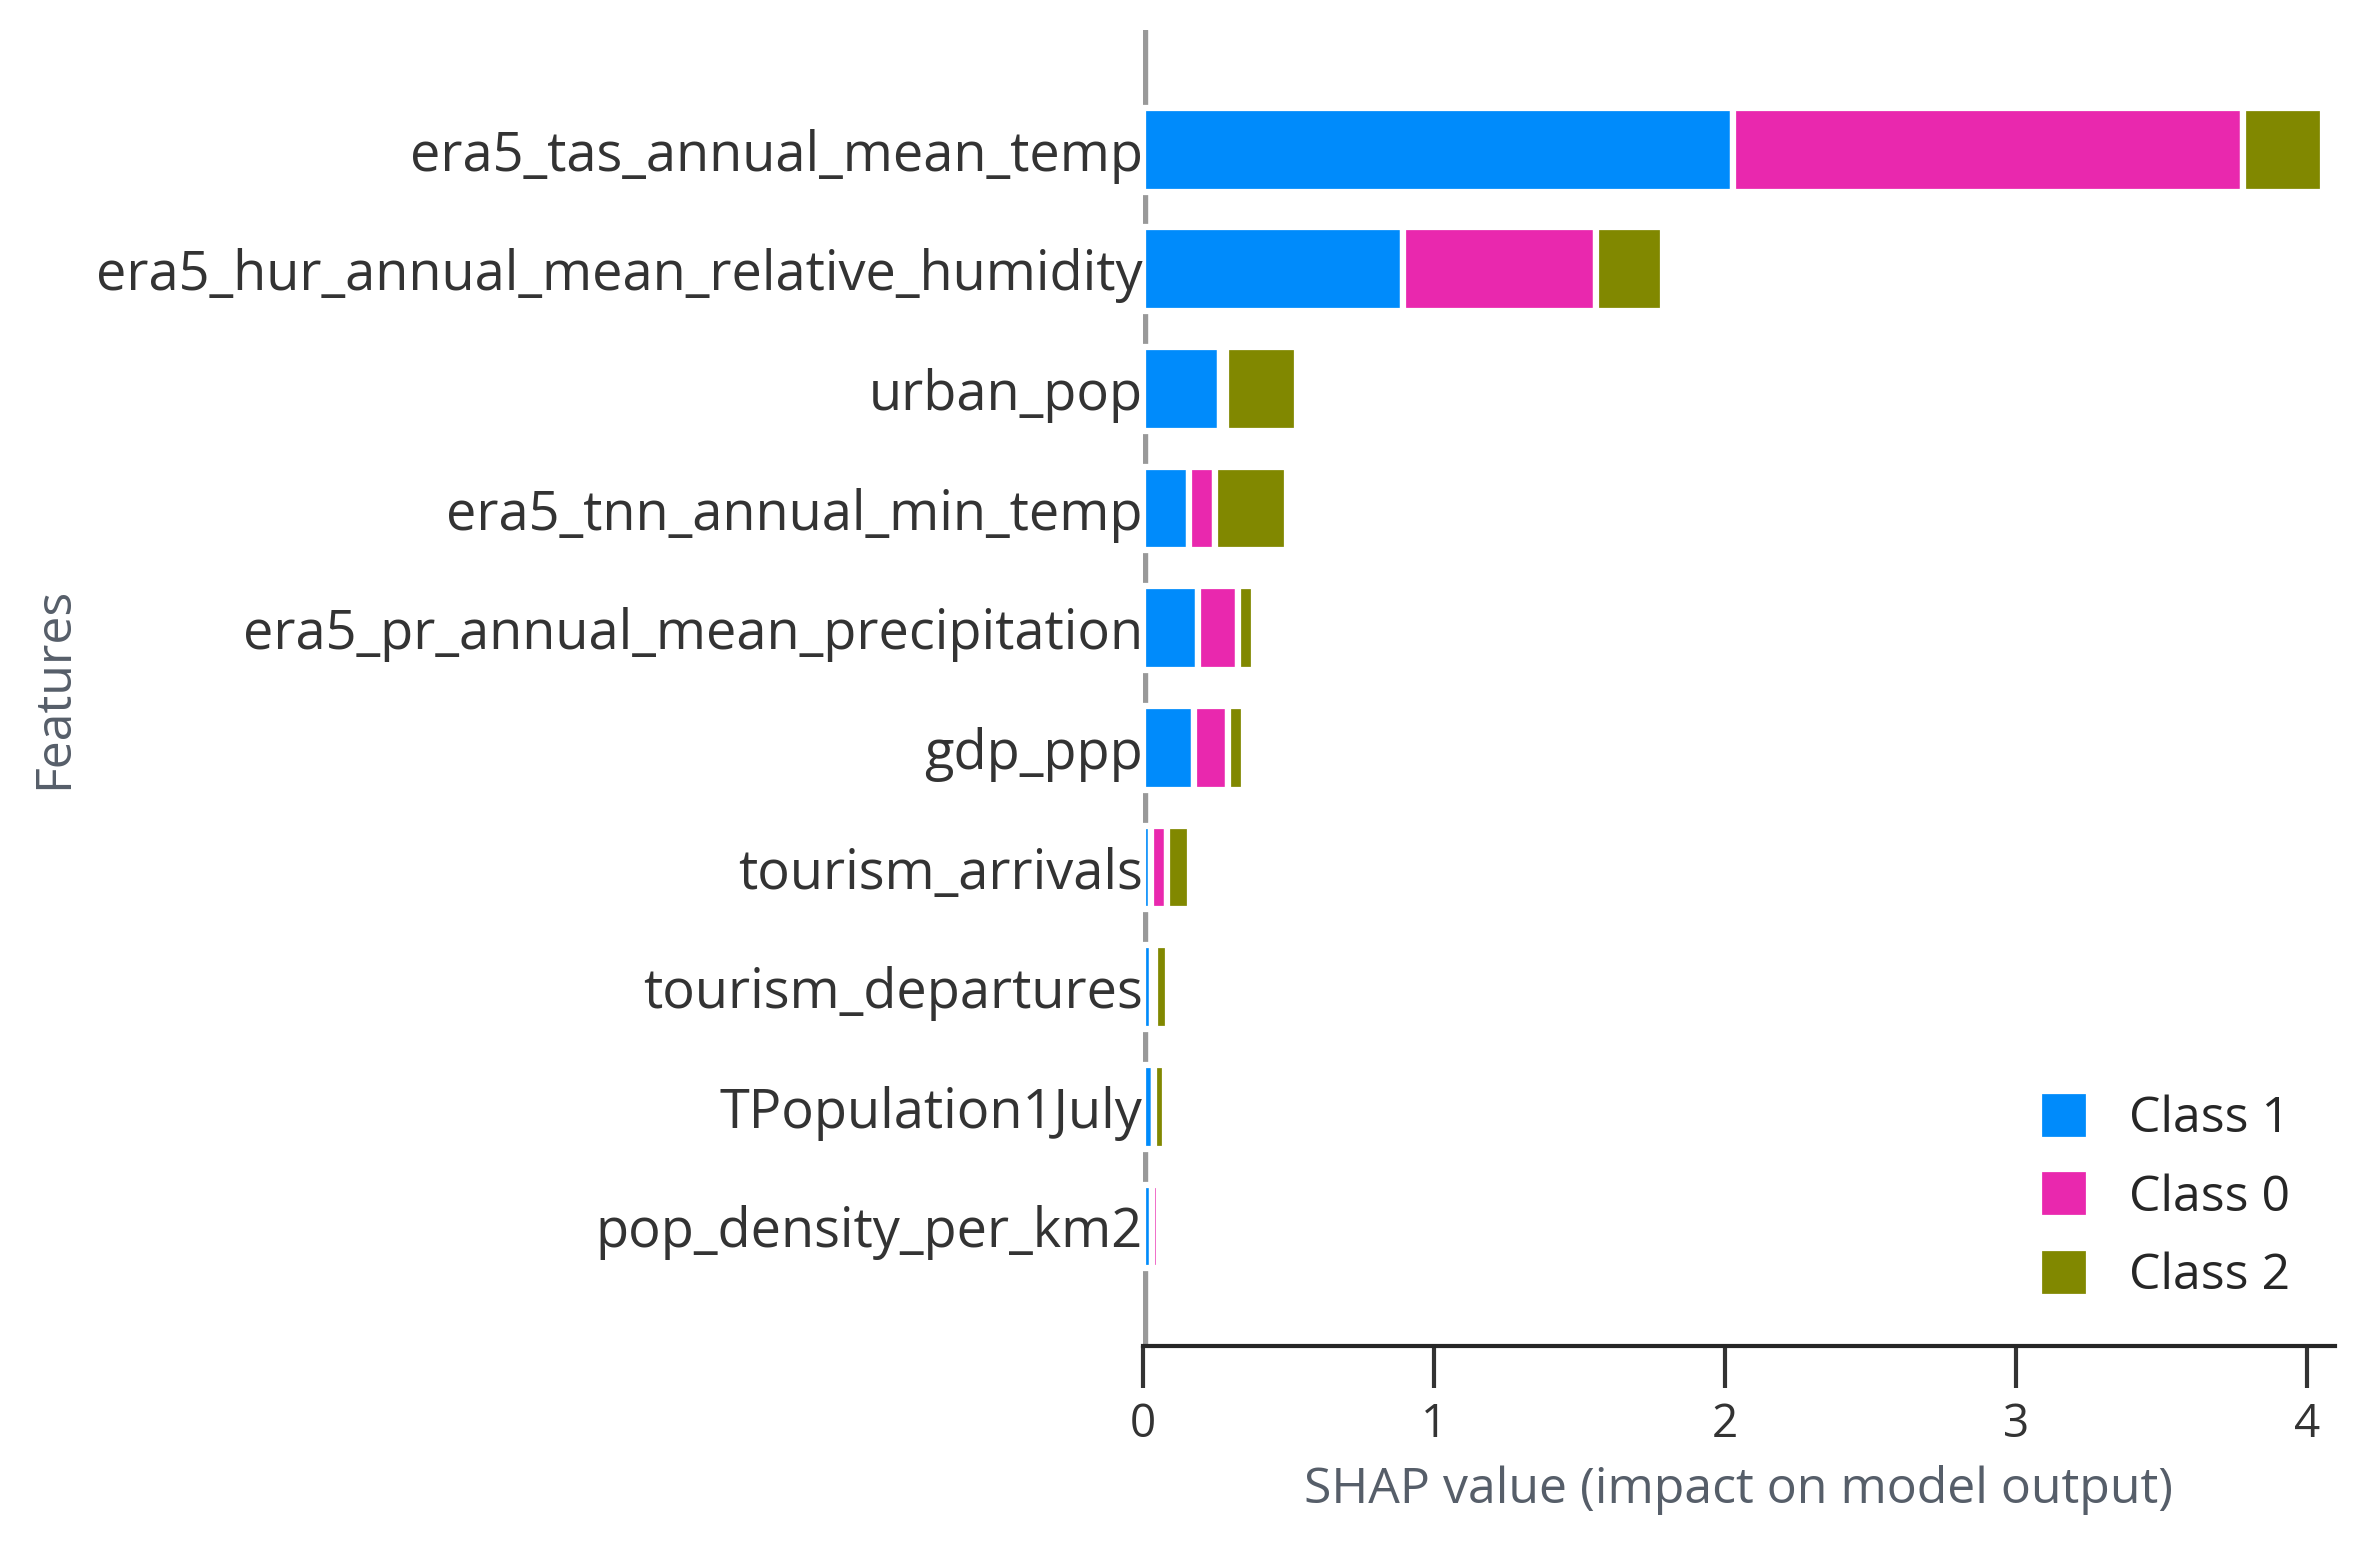 era5_tas_annual_mean_temp
era5_hur_annual_mean_relative_humidity
urban_pop
era5_tnn_annual_min_temp
era5_pr_annual_mean_precipitation
gdp_ppp
tourism_arrivals
tourism_departures
TPopulation1July
pop_density_per_km2
Features
Class 1
Class 0
Class 2
0 1 2 3 4
SHAP value (impact on model output)